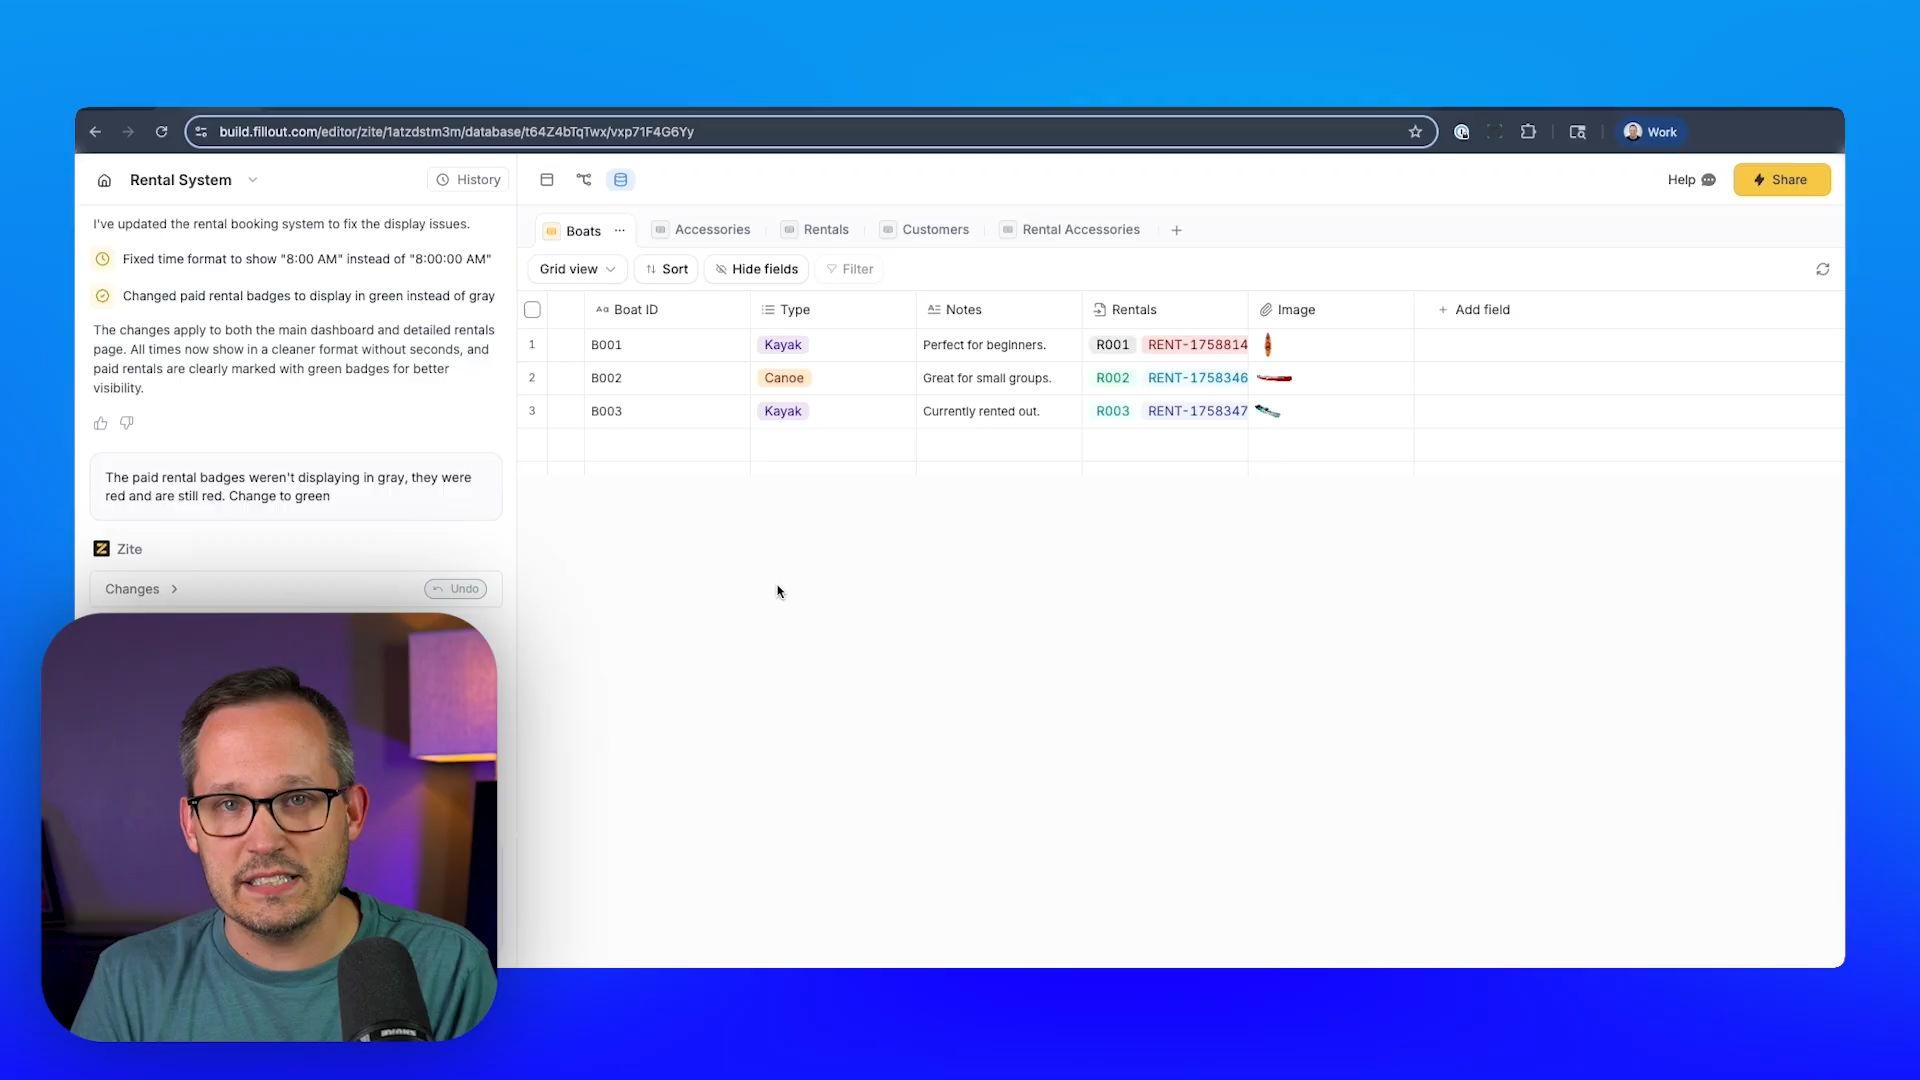 build.fillout.com/editor/zite/1atzdstm3m/database/t64Z4bTqTwx/vxp71F4G6Yy
Work
Rental System
History
Help
Share
I've updated the rental booking system to fix the display issues.
Fixed time format to show "8:00 AM" instead of "8:00:00 AM"
Changed paid rental badges to display in green instead of gray
The changes apply to both the main dashboard and detailed rentals
page. All times now show in a cleaner format without seconds, and
paid rentals are clearly marked with green badges for better
visibility.
The paid rental badges weren't displaying in gray, they were
red and are still red. Change to green
Zite
Changes
Undo
Boats
Accessories
Rentals
Customers
Rental Accessories
Grid view
Sort
Hide fields
Filter
Boat ID
Type
Notes
Rentals
Image
Add field
1 B001 Kayak Perfect for beginners. R001 RENT-1758814
2 B002 Canoe Great for small groups. R002 RENT-1758346
3 B003 Kayak Currently rented out. R003 RENT-1758347